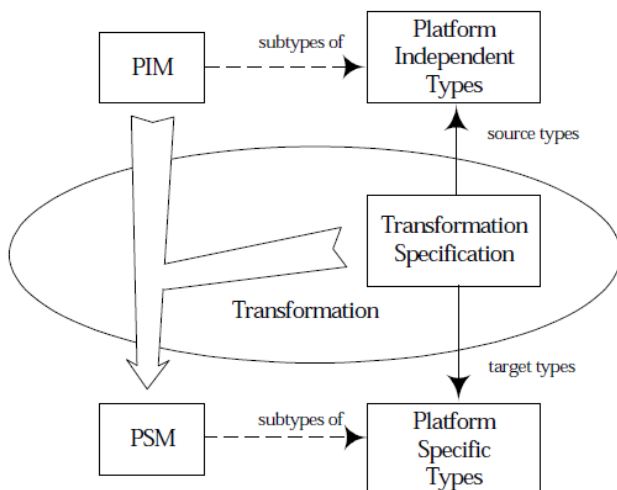 PIM
subtypes of
Platform
Independent
Types
source types
Transformation
Specification
Transformation
target types
PSM
subtypes of
Platform
Specific
Types